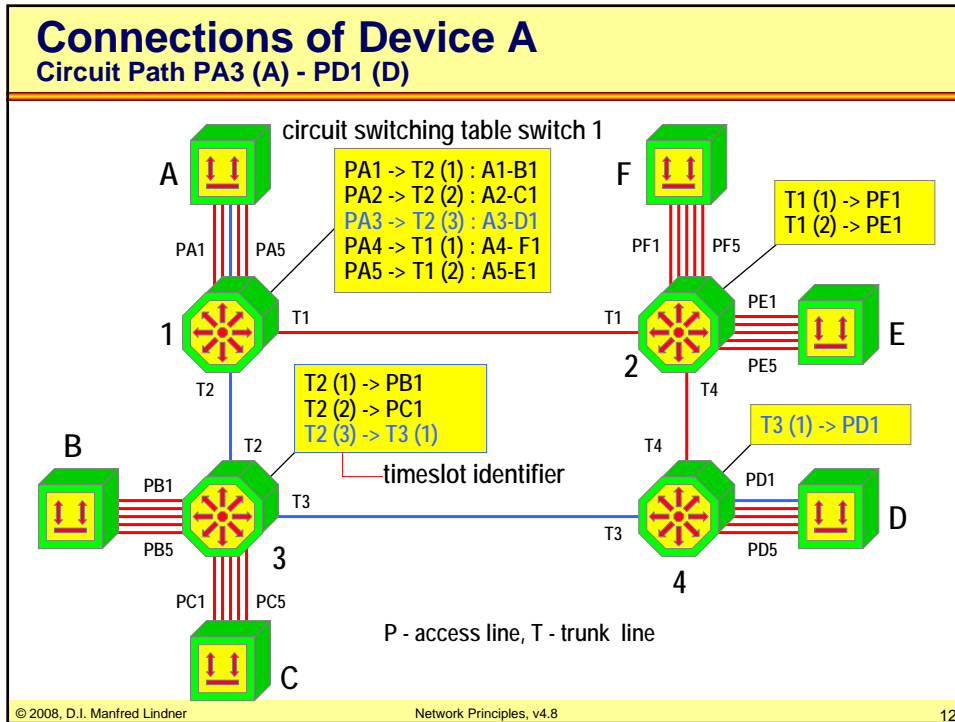 Connections of Device A
Circuit Path PA3 (A) - PD1 (D)
circuit switching table switch 1
A
PA1 -> T2 (1) : A1-B1
PA2 -> T2 (2) : A2-C1
PA3 -> T2 (3) : A3-D1
PA4 -> T1 (1) : A4- F1
PA5 -> T1 (2) : A5-E1
F
T1 (1) -> PF1
T1 (2) -> PE1
PA1
PA5
PF1
PF5
1
T1
T1
2
PE1
PE5
E
T2
T4
T2 (1) -> PB1
T2 (2) -> PC1
T2 (3) -> T3 (1)
T3 (1) -> PD1
timeslot identifier
B
T2
T4
PB1
PB5
T3
T3
PD1
PD5
D
3
4
PC1
PC5
C
P - access line, T - trunk line
© 2008, D.I. Manfred Lindner
Network Principles, v4.8
12